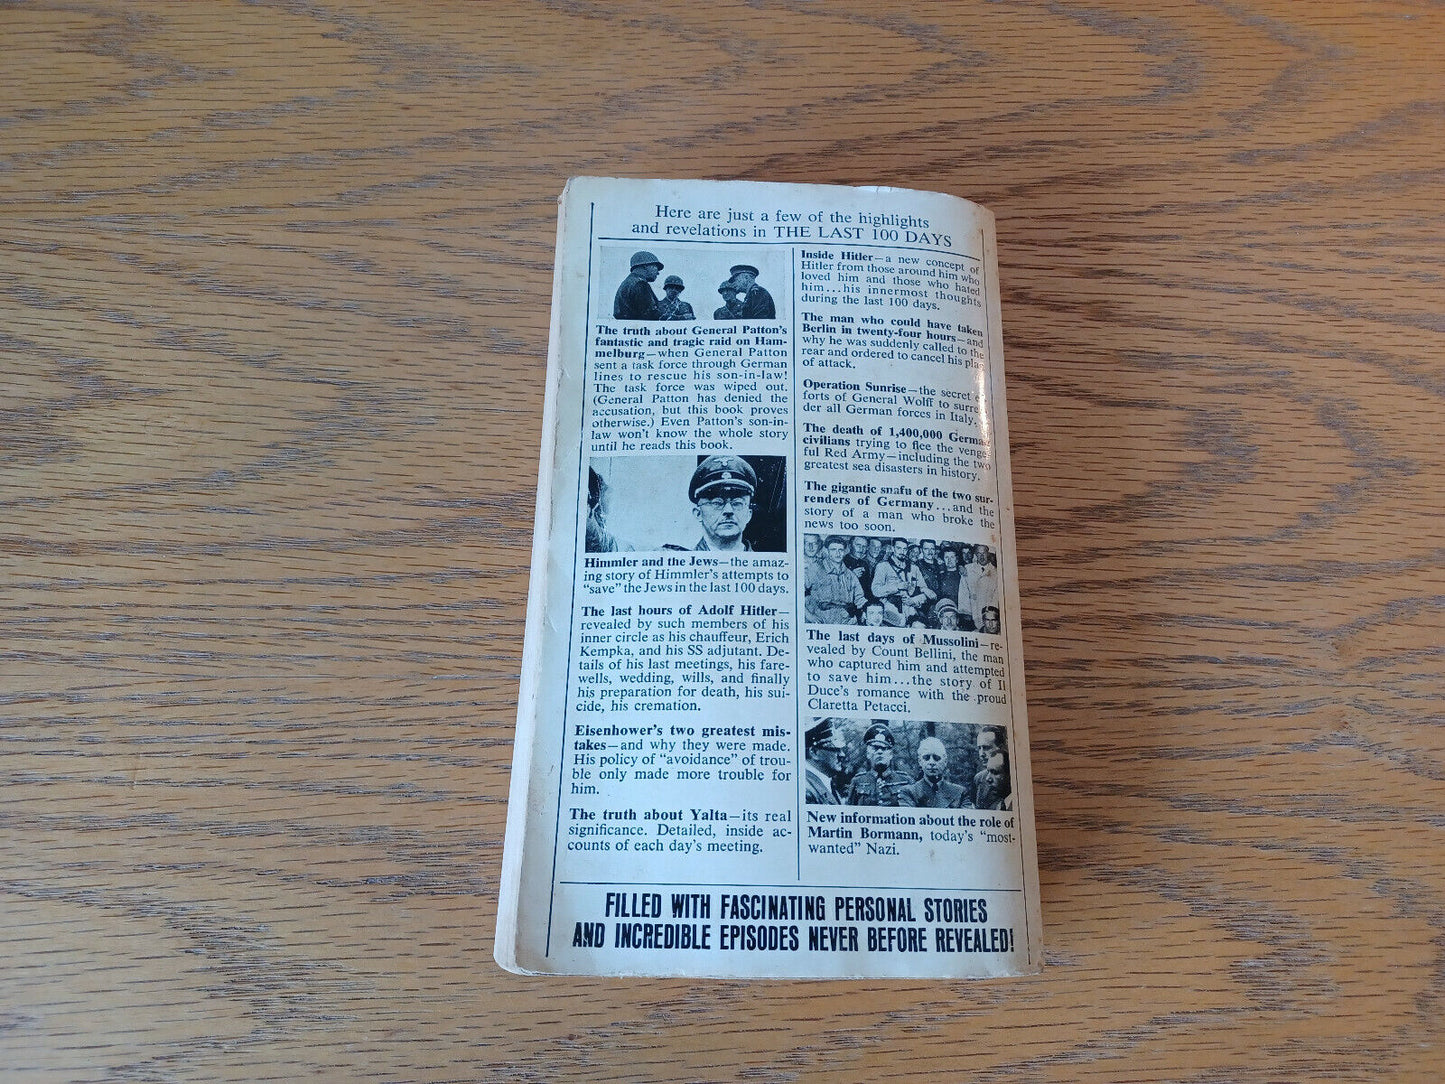 Here are just a few of the highlights
and revelations in THE LAST 100 DAYS
The truth about General Patton's
fantastic and tragic raid on Ham-
melburg—when General Patton
sent a task force through German
lines to rescue his son-in-law!
The task force was wiped out.
(General Patton has denied the
accusation, but this book proves
otherwise.) Even Patton's son-in-
law won't know the whole story
until he reads this book.
Himmler and the Jews—the amaz-
ing story of Himmler's attempts to
"save" the Jews in the last 100 days.
The last hours of Adolf Hitler—
revealed by such members of his
inner circle as his chauffeur, Erich
Kempka, and his SS adjutant. De-
tails of his last meetings, his fare-
wells, wedding, wills, and finally
his preparation for death, his sui-
cide, his cremation.
Eisenhower's two greatest mis-
takes—and why they were made.
His policy of "avoidance" of trou-
ble only made more trouble for
him.
The truth about Yalta—its real
significance. Detailed, inside ac-
counts of each day's meeting.
Inside Hitler—a new concept of
Hitler from those around him who
loved him and those who hated
him...his innermost thoughts
during the last 100 days.
The man who could have taken
Berlin in twenty-four hours—and
why he was suddenly called to the
rear and ordered to cancel his plan
of attack.
Operation Sunrise—the secret ef-
forts of General Wolff to surren-
der all German forces in Italy.
The death of 1,400,000 German
civilians trying to flee the venge-
ful Red Army—including the two
greatest sea disasters in history.
The gigantic snafu of the two sur-
renders of Germany...and the
story of a man who broke the
news too soon.
The last days of Mussolini—re-
vealed by Count Bellini, the man
who captured him and attempted
to save him...the story of Il
Duce's romance with the proud
Claretta Petacci.
New information about the role of
Martin Bormann, today's "most-
wanted" Nazi.
FILLED WITH FASCINATING PERSONAL STORIES
AND INCREDIBLE EPISODES NEVER BEFORE REVEALED!